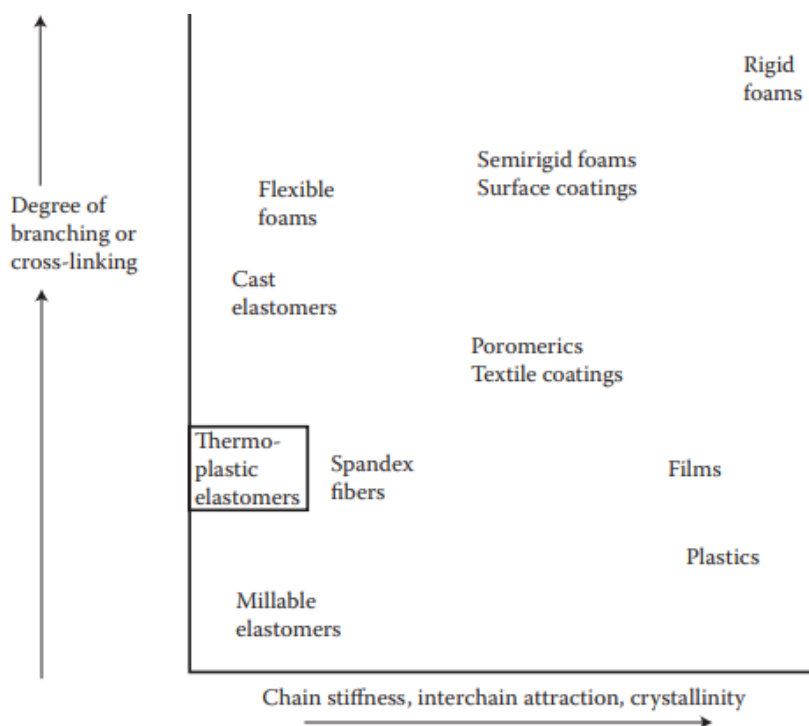 Rigid
foams
Semirigid foams
Surface coatings
Flexible
foams
Degree of
branching or
cross-linking
Cast
elastomers
Poromerics
Textile coatings
Thermo-
plastic
elastomers
Spandex
fibers
Films
Plastics
Millable
elastomers
Chain stiffness, interchain attraction, crystallinity